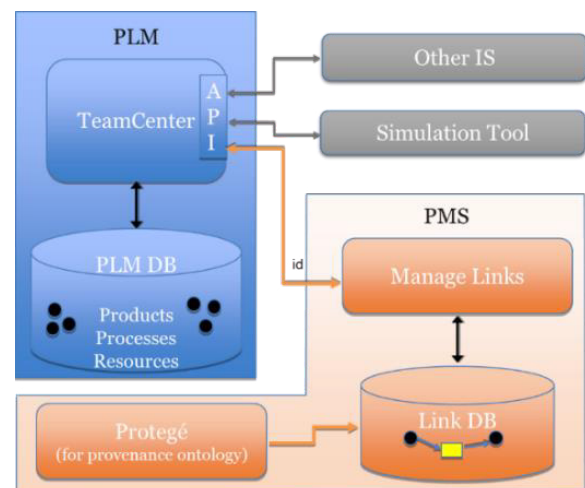 PLM
TeamCenter
A
P
I
Other IS
Simulation Tool
PMS
PLM DB
id
Manage Links
Products
Processes
Resources
Protegé
(for provenance ontology)
Link DB